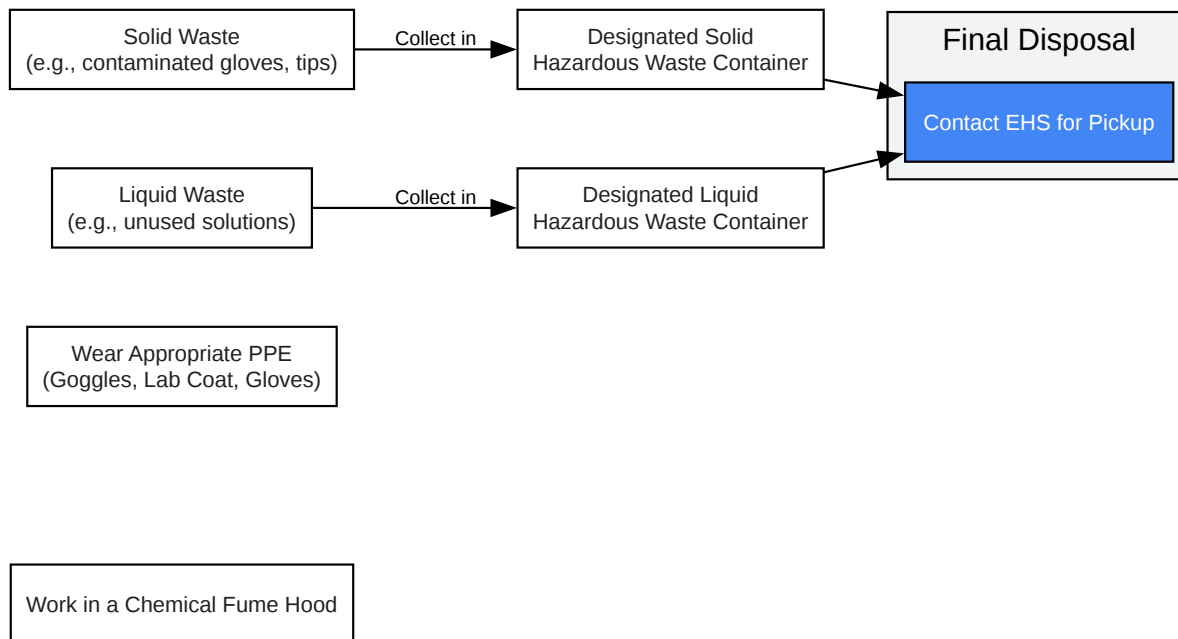 Solid Waste
(e.g., contaminated gloves, tips)
Collect in
Designated Solid
Hazardous Waste Container
Final Disposal
Contact EHS for Pickup
Liquid Waste
(e.g., unused solutions)
Collect in
Designated Liquid
Hazardous Waste Container
Wear Appropriate PPE
(Goggles, Lab Coat, Gloves)
Work in a Chemical Fume Hood